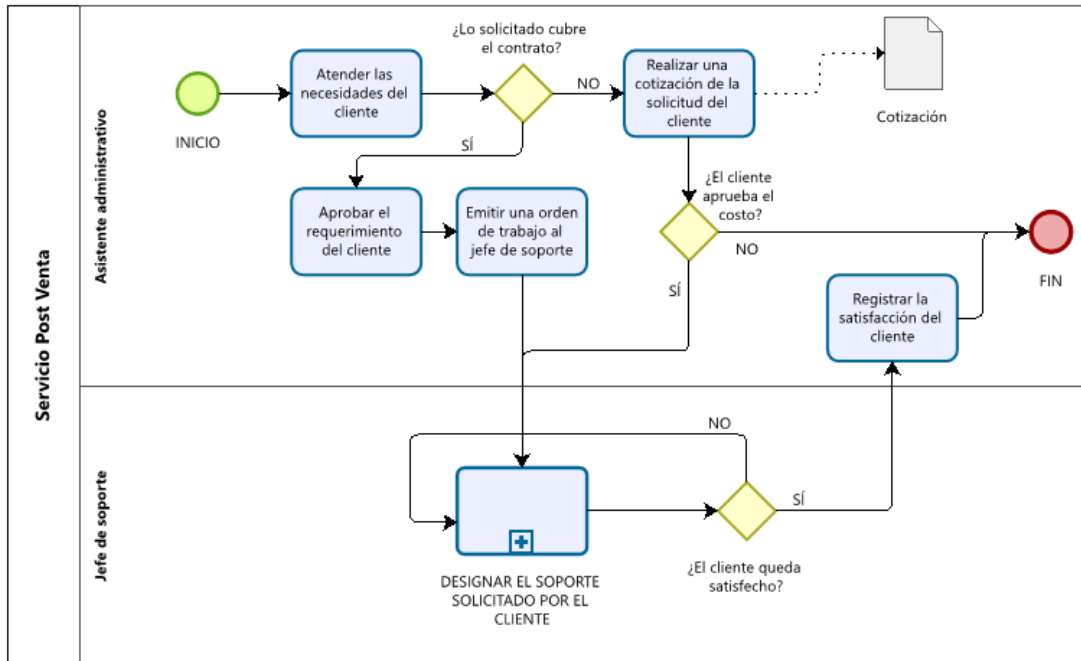 Servicio Post Venta
Asistente administrativo
INICIO
Atender las
necesidades del
cliente
¿Lo solicitado cubre
el contrato?
NO
SÍ
Realizar una
cotización de la
solicitud del
cliente
Cotización
Aprobar el
requerimiento
del cliente
Emitir una orden
de trabajo al
jefe de soporte
¿El cliente
aprueba el
costo?
NO
SÍ
FIN
Registrar la
satisfacción del
cliente
Jefe de soporte
NO
DESIGNAR EL SOPORTE
SOLICITADO POR EL
CLIENTE
SÍ
¿El cliente queda
satisfecho?